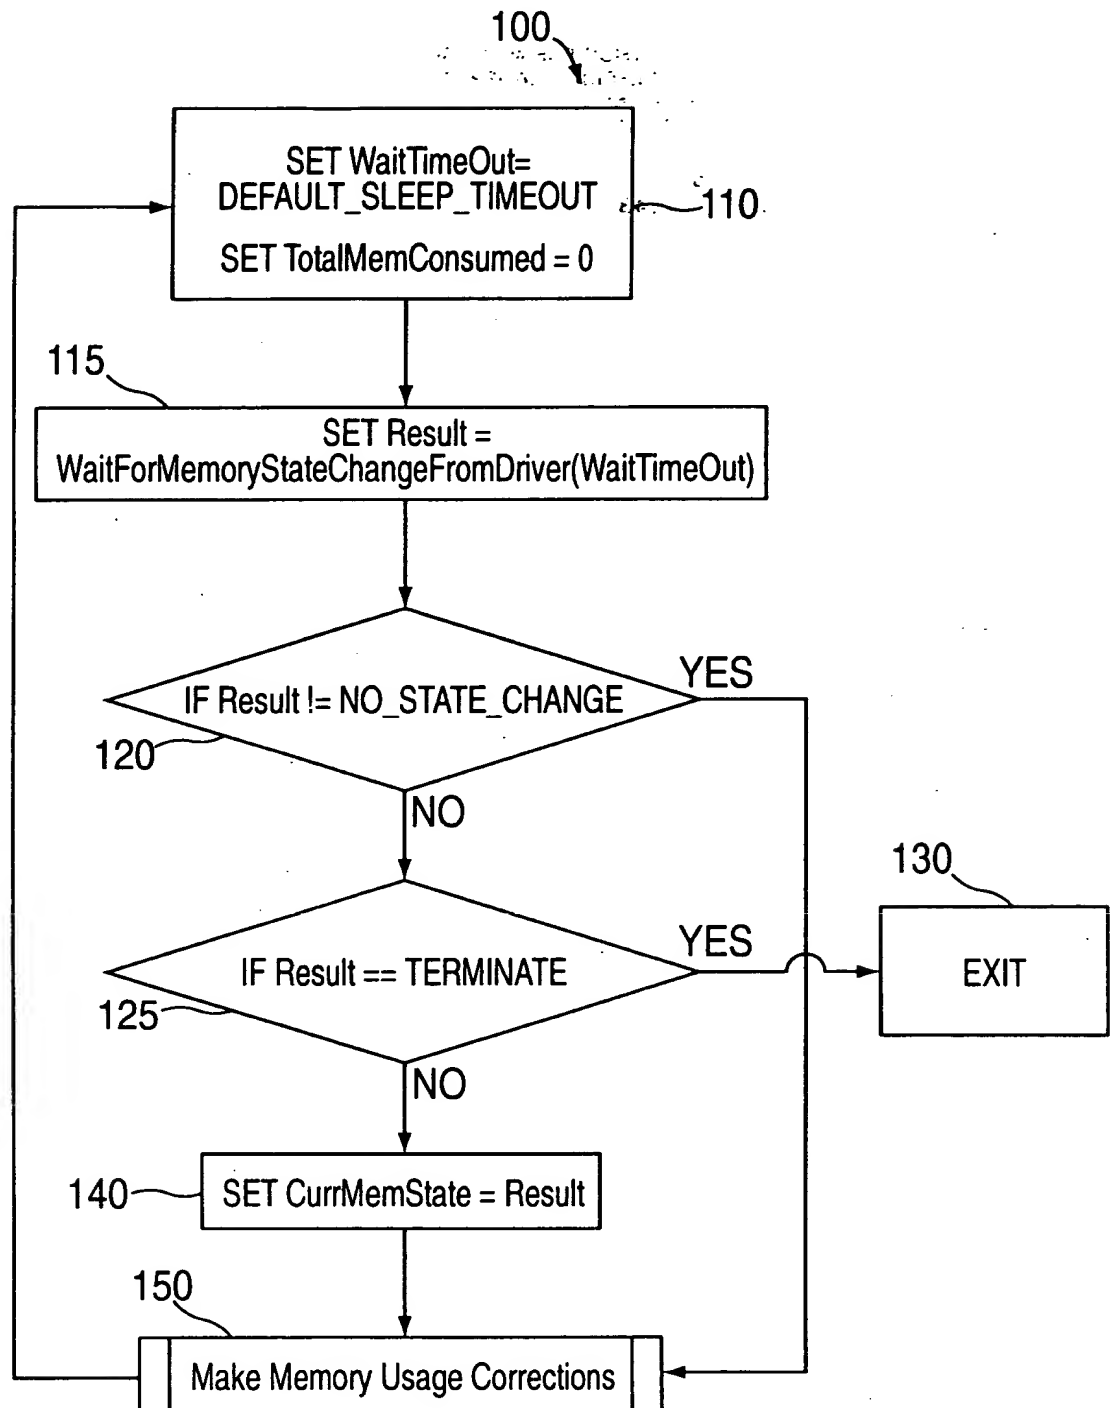 100
SET WaitTimeOut=
DEFAULT_SLEEP_TIMEOUT
SET TotalMemConsumed = 0
110
115
SET Result =
WaitForMemoryStateChangeFromDriver(WaitTimeOut)
IF Result != NO_STATE_CHANGE
YES
120
NO
130
IF Result == TERMINATE
YES
EXIT
125
NO
140
SET CurrMemState = Result
150
Make Memory Usage Corrections